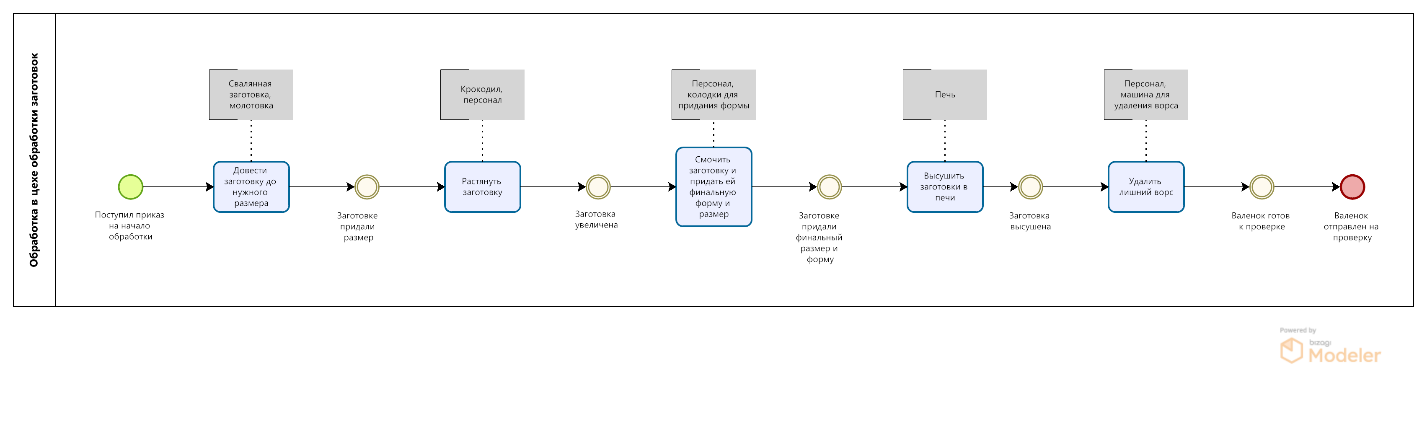 Обработка в цехе обработки заготовок
Свалянная
заготовка,
молотовка
Крокодил,
персонал
Персонал,
колодки для
придания формы
Печь
Персонал,
машина для
удаления ворса
Поступил приказ
на начало
обработки
Довести
заготовку до
нужного
размера
Заготовке
придали
размер
Растянуть
заготовку
Заготовка
увеличена
Смочить
заготовку и
придать ей
финальную
форму и
размер
Заготовке
придали
финальный
размер и
форму
Высушить
заготовки в
печи
Заготовка
высушена
Удалить
лишний ворс
Валенок готов
к проверке
Валенок
отправлен на
проверку
Powered by
bizagi
Modeler